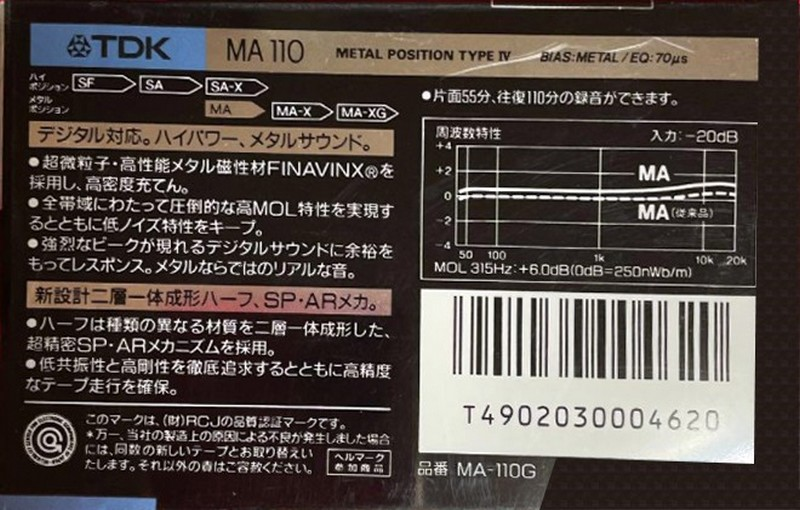 TDK MA 110 METAL POSITION TYPE IV BIAS:METAL/EQ:70μs
ハイポジション SF SA SA-X
メタルポジション MA MA-X MA-XG
デジタル対応。ハイパワー、メタルサウンド。
●超微粒子・高性能メタル磁性材FINAVINX®を
採用し、高密度充てん。
●全帯域にわたって圧倒的な高MOL特性を実現す
るとともに低ノイズ特性をキープ。
●強烈なピークが現れるデジタルサウンドに余裕を
もってレスポンス。メタルならではのリアルな音。
新設計二層一体成形ハーフ、SP・ARメカ。
●ハーフは種類の異なる材質を二層一体成形した、
超精密SP・ARメカニズムを採用。
●低共振性と高剛性を徹底追求するとともに高精度
なテープ走行を確保。
このマークは、(財)RCJの品質認証マークです。
*万一、当社の製造上の原因による不良が発生しました場合
には、同数の新しいテープとお取り替えい
たします。それ以外の責はご容赦ください。
ベルマーク
参加商品
●片面55分、往復110分の録音ができます。
周波数特性 入力:-20dB
+4
+2
0
-2
-4
MA
MA(従来品)
50 100 1k 10k 20k
MOL 315Hz:+6.0dB(0dB=250nWb/m)
T4902030004620
品番 MA-110G